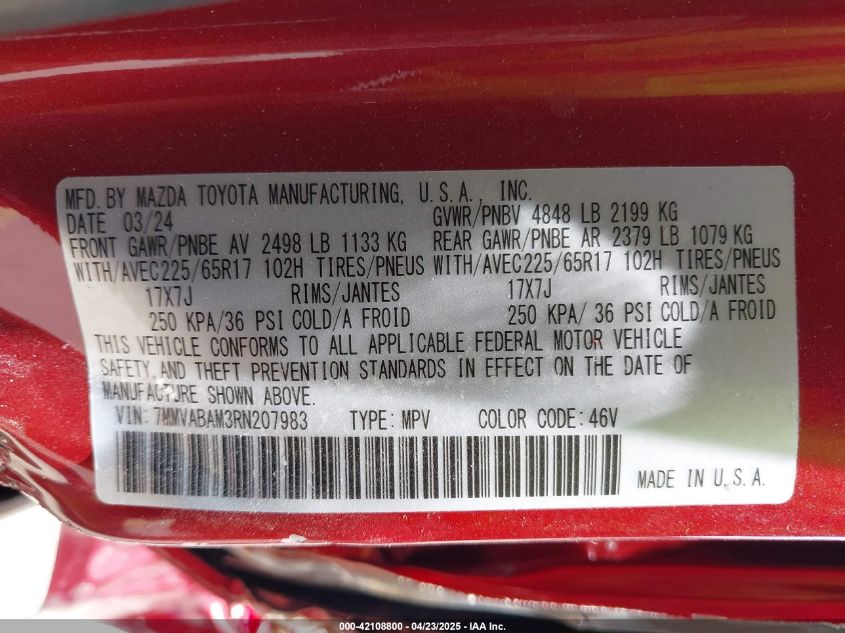 MFD. BY MAZDA TOYOTA MANUFACTURING, U.S.A. INC.
DATE 03/24 GVWR/PNBV 4848 LB 2199 KG
FRONT GAWR/PNBE AV 2498 LB 1133 KG REAR GAWR/PNBE AR 2379 LB 1079 KG
WITH/AVEC225/65R17 102H TIRES/PNEUS WITH/AVEC225/65R17 102H TIRES/PNEUS
17X7J RIMS/JANTES 17X7J RIMS/JANTES
250 KPA/36 PSI COLD/A FROID 250 KPA/ 36 PSI COLD/A FROID
THIS VEHICLE CONFORMS TO ALL APPLICABLE FEDERAL MOTOR VEHICLE
SAFETY AND THEFT PREVENTION STANDARDS IN EFFECT ON THE DATE OF
MANUFACTURE SHOWN ABOVE.
VIN: 7MMVABAM3RN207983 TYPE: MPV COLOR CODE: 46V
MADE IN U.S.A.
000-42108800 - 04/23/2025 - IAA Inc.